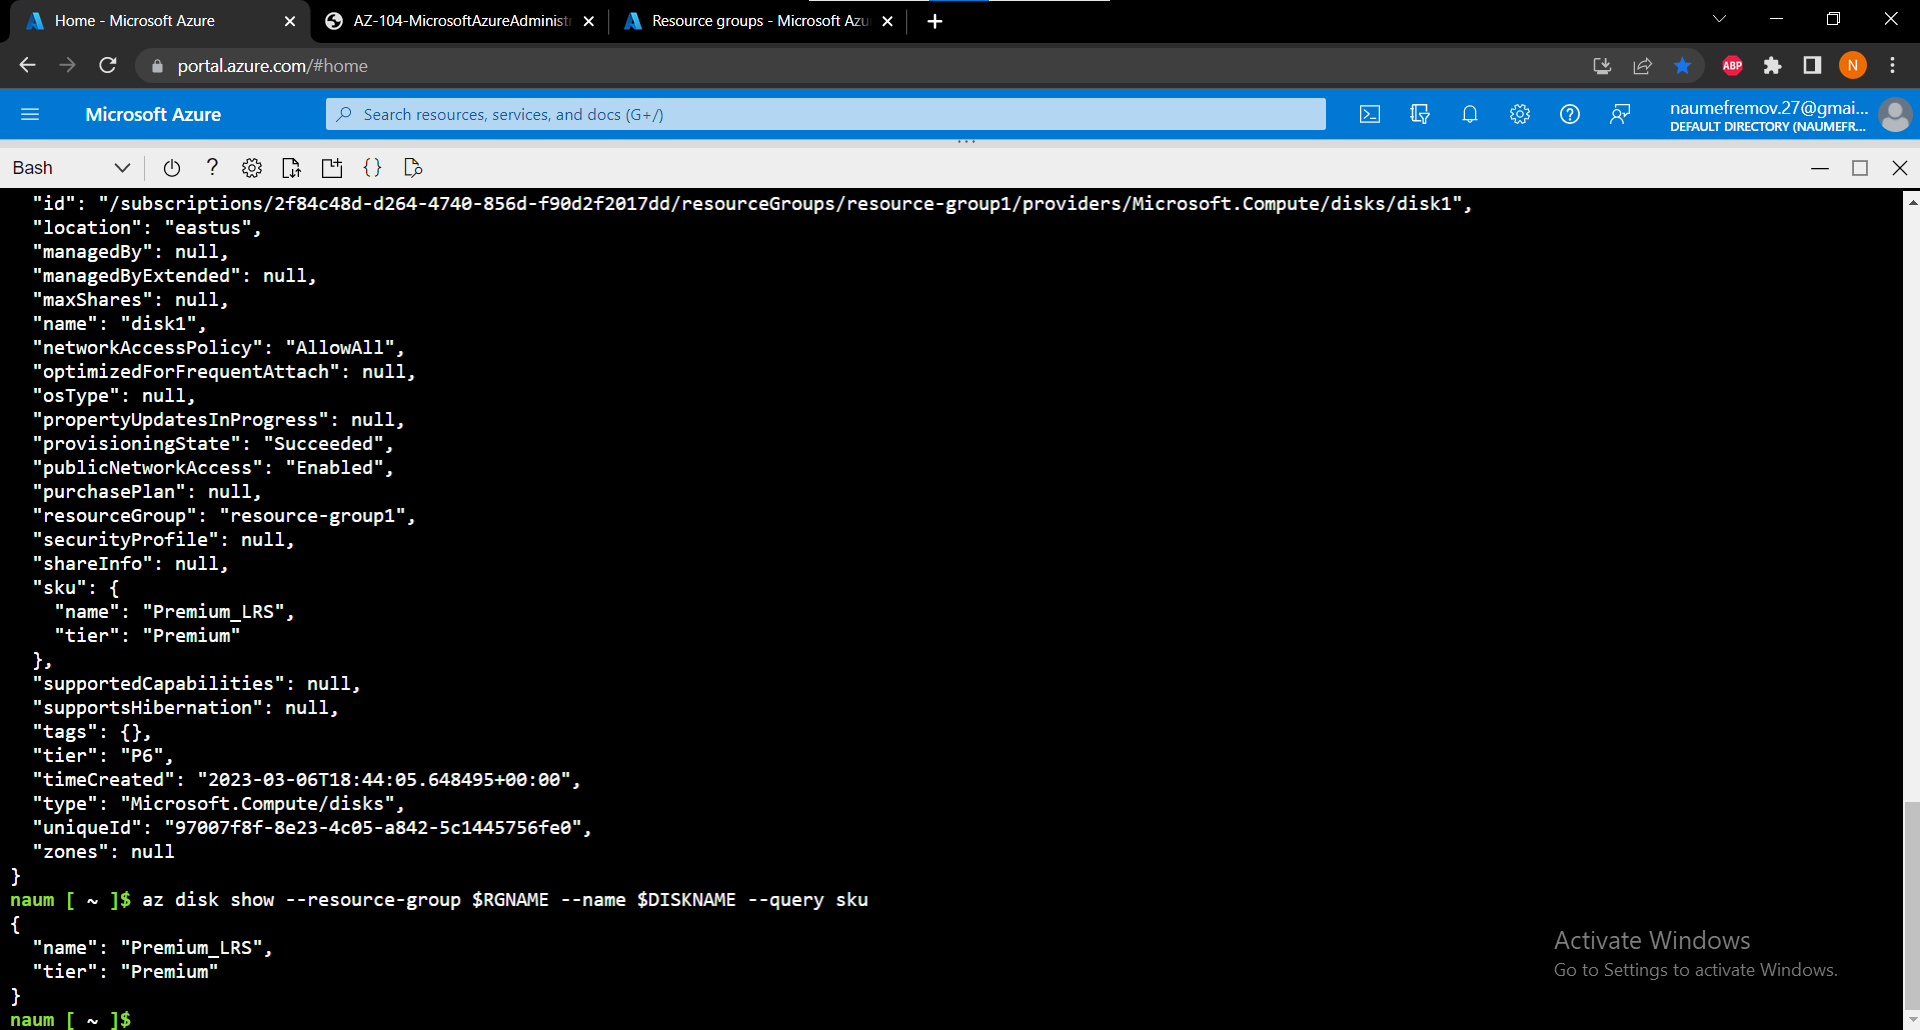 Home - Microsoft Azure
AZ-104-MicrosoftAzureAdminist
Resource groups - Microsoft Azu
portal.azure.com/#home
ABP
N
Microsoft Azure
Search resources, services, and docs (G+/)
naumefremov.27@gmai...
DEFAULT DIRECTORY (NAUMEFR...
Bash
"id": "/subscriptions/2f84c48d-d264-4740-856d-f90d2f2017dd/resourceGroups/resource-group1/providers/Microsoft.Compute/disks/disk1",
"location": "eastus",
"managedBy": null,
"managedByExtended": null,
"maxShares": null,
"name": "disk1",
"networkAccessPolicy": "AllowAll",
"optimizedForFrequentAttach": null,
"osType": null,
"propertyUpdatesInProgress": null,
"provisioningState": "Succeeded",
"publicNetworkAccess": "Enabled",
"purchasePlan": null,
"resourceGroup": "resource-group1",
"securityProfile": null,
"shareInfo": null,
"sku": {
"name": "Premium_LRS",
"tier": "Premium"
},
"supportedCapabilities": null,
"supportsHibernation": null,
"tags": {},
"tier": "P6",
"timeCreated": "2023-03-06T18:44:05.648495+00:00",
"type": "Microsoft.Compute/disks",
"uniqueId": "97007f8f-8e23-4c05-a842-5c1445756fe0",
"zones": null
}
naum [ ~ ]$ az disk show --resource-group $RGNAME --name $DISKNAME --query sku
{
"name": "Premium_LRS",
"tier": "Premium"
}
naum [ ~ ]$
Activate Windows
Go to Settings to activate Windows.